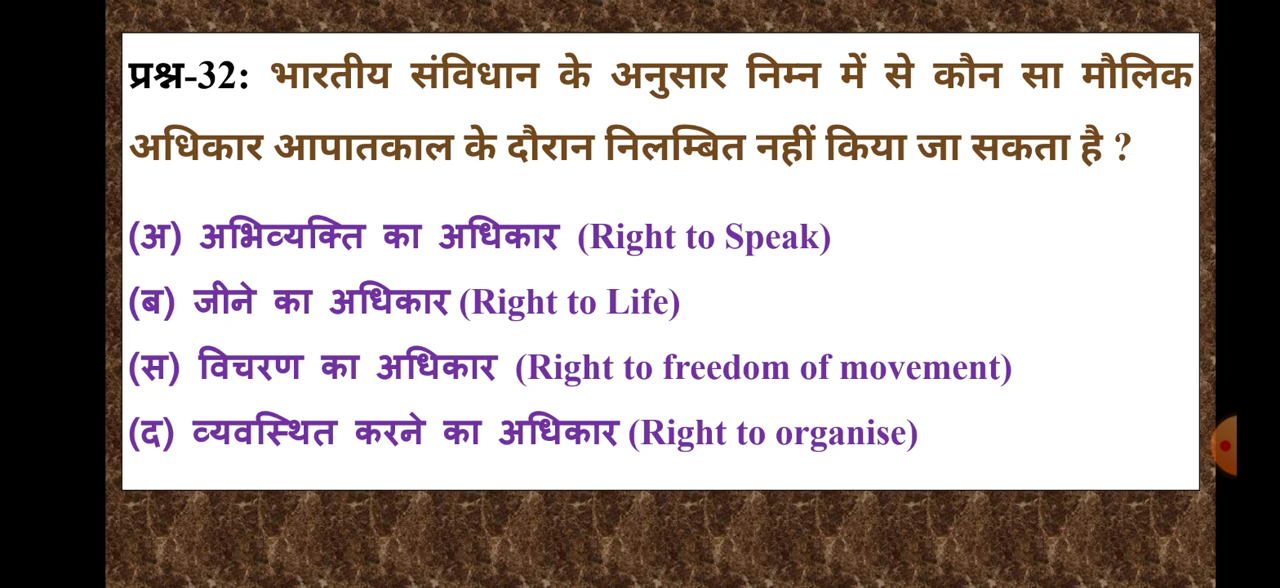 प्रश्न-32: भारतीय संविधान के अनुसार निम्न में से कौन सा मौलिक
अधिकार आपातकाल के दौरान निलम्बित नहीं किया जा सकता है ?
(अ) अभिव्यक्ति का अधिकार (Right to Speak)
(ब) जीने का अधिकार (Right to Life)
(स) विचरण का अधिकार (Right to freedom of movement)
(द) व्यवस्थित करने का अधिकार (Right to organise)